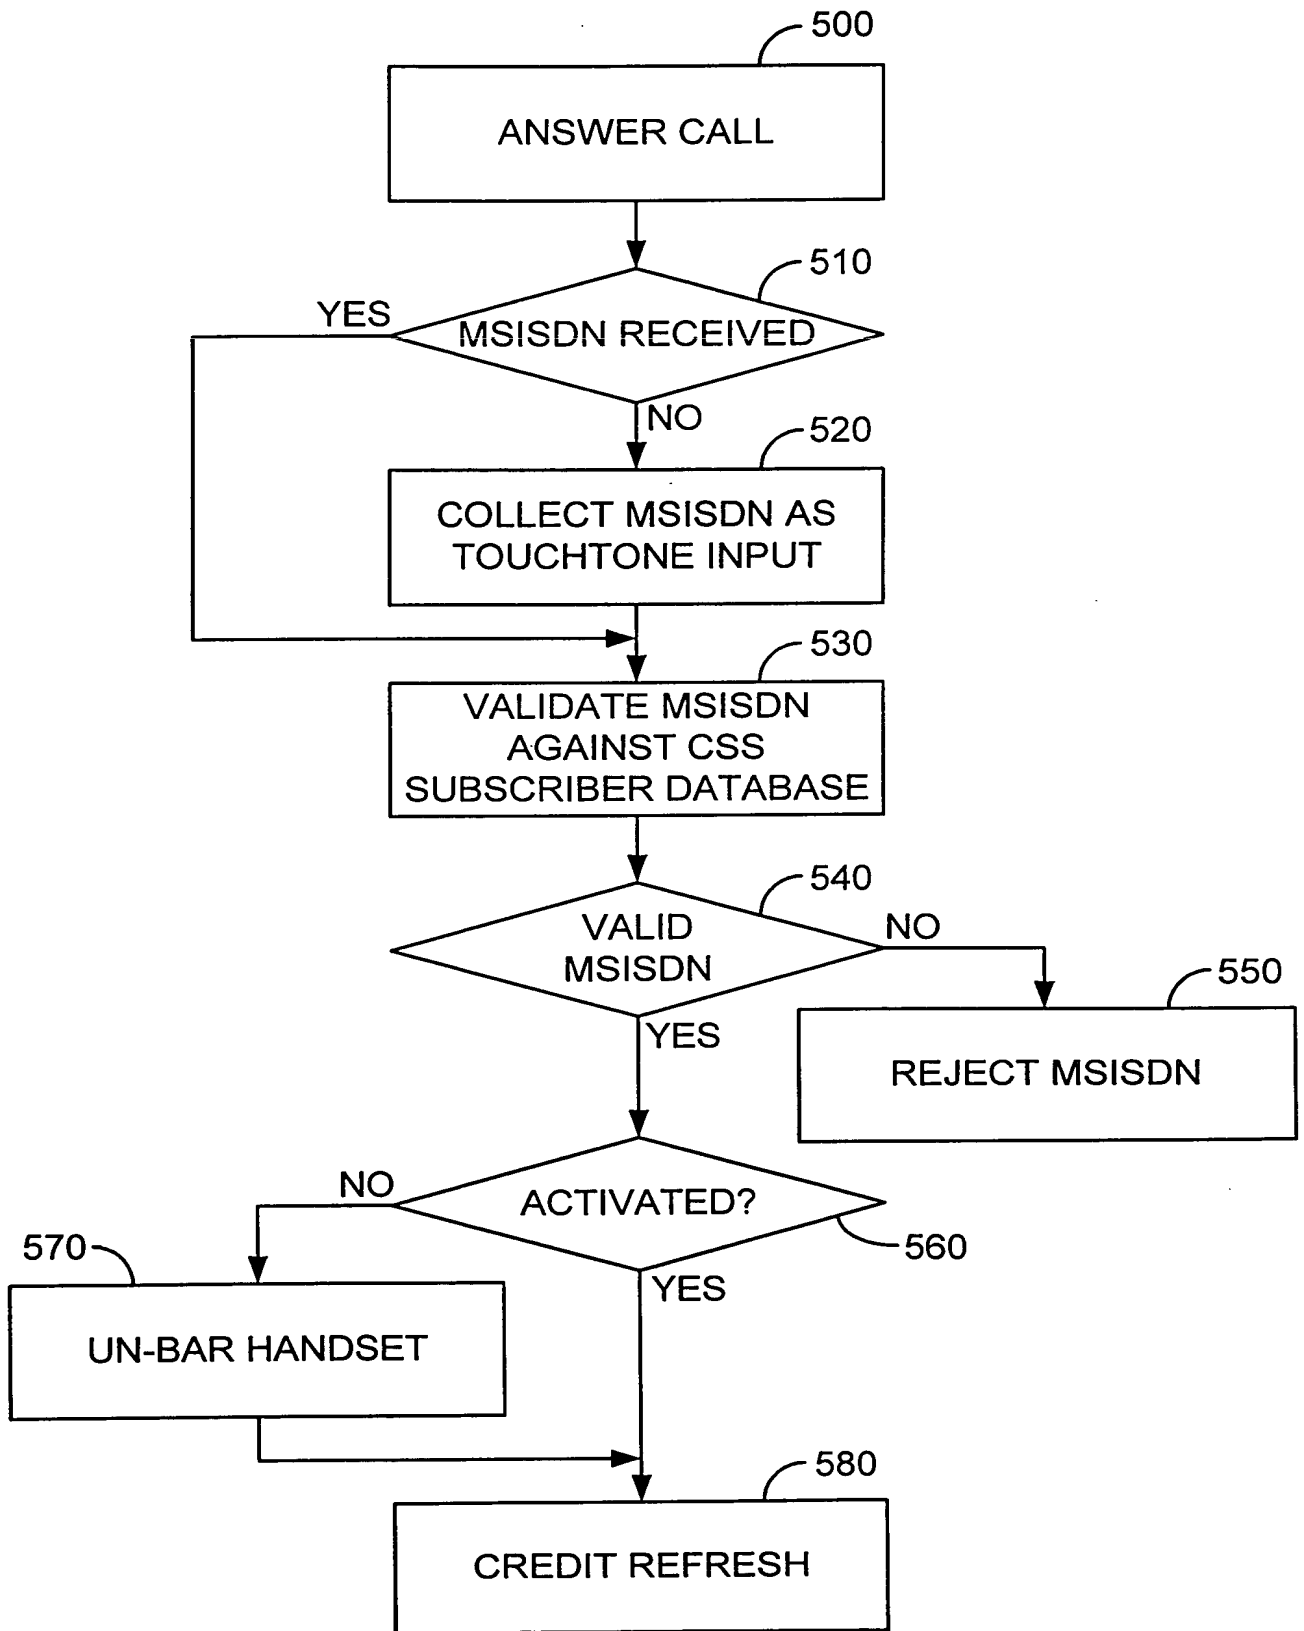 500
ANSWER CALL
510
YES
MSISDN RECEIVED
NO
520
COLLECT MSISDN AS
TOUCHTONE INPUT
530
VALIDATE MSISDN
AGAINST CSS
SUBSCRIBER DATABASE
540
VALID
MSISDN
NO
550
YES
REJECT MSISDN
NO
ACTIVATED?
570
560
YES
UN-BAR HANDSET
580
CREDIT REFRESH